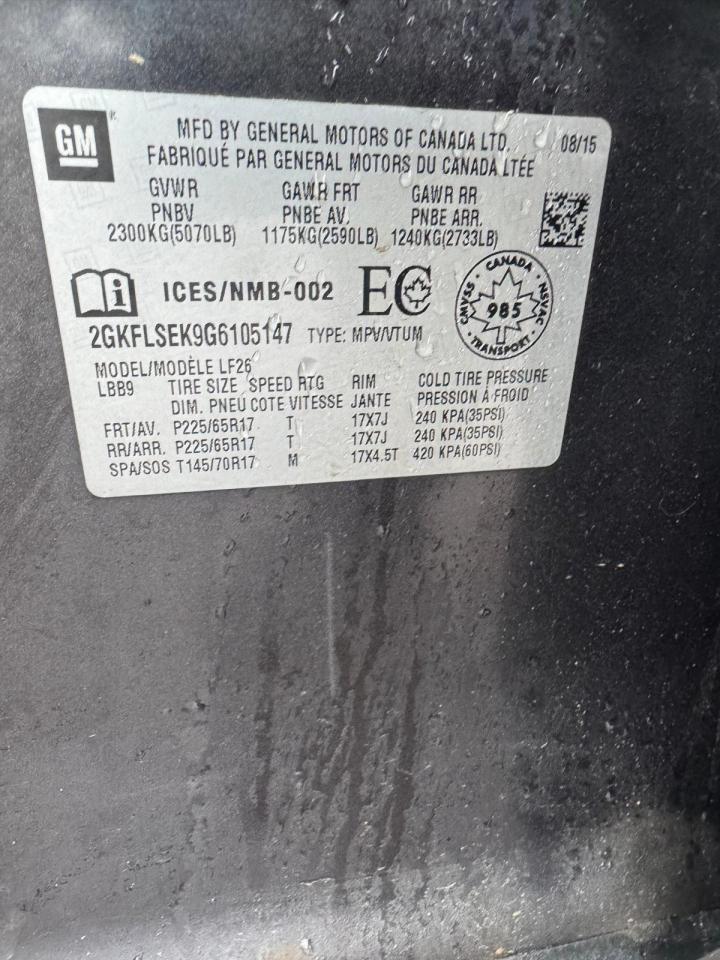 GM
MFD BY GENERAL MOTORS OF CANADA LTD. 08/15
FABRIQUÉ PAR GENERAL MOTORS DU CANADA LTÉE
GVWR GAWR FRT GAWR RR
PNBV PNBE AV. PNBE ARR.
2300KG(5070LB) 1175KG(2590LB) 1240KG(2733LB)
i ICES/NMB-002 EC
CANADA
CMVSS 985 NSVAC
TRANSPORT
2GKFLSEK9G6105147 TYPE: MPV/VTUM
MODEL/MODÈLE LF26
LBB9 TIRE SIZE SPEED RTG RIM COLD TIRE PRESSURE
DIM. PNEU COTE VITESSE JANTE PRESSION À FROID
FRT/AV. P225/65R17 T 17X7J 240 KPA(35PSI)
RR/ARR. P225/65R17 T 17X7J 240 KPA(35PSI)
SPA/SOS T145/70R17 M 17X4.5T 420 KPA(60PSI)